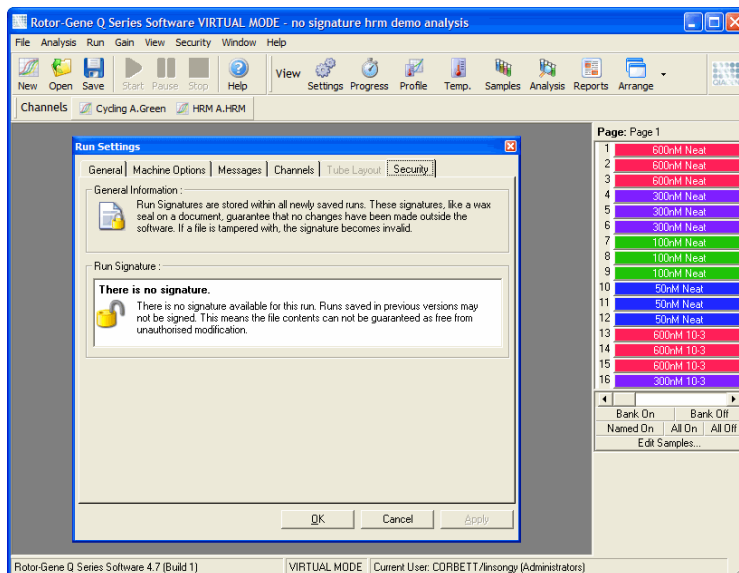 Rotor-Gene Q Series Software VIRTUAL MODE - no signature hrm demo analysis
File Analysis Run Gain View Security Window Help
New Open Save Start Pause Stop Help View Settings Progress Profile Temp. Samples Analysis Reports Arrange
QIAGEN
Channels Cycling A.Green HRM A.HRM
Page: Page 1
Run Settings
General Machine Options Messages Channels Tube Layout Security
General Information :
Run Signatures are stored within all newly saved runs. These signatures, like a wax
seal on a document, guarantee that no changes have been made outside the
software. If a file is tampered with, the signature becomes invalid.
Run Signature :
There is no signature.
There is no signature available for this run. Runs saved in previous versions may
not be signed. This means the file contents can not be guaranteed as free from
unauthorised modification.
OK Cancel Apply
1 600nM Neat
2 600nM Neat
3 600nM Neat
4 300nM Neat
5 300nM Neat
6 300nM Neat
7 100nM Neat
8 100nM Neat
9 100nM Neat
10 50nM Neat
11 50nM Neat
12 50nM Neat
13 600nM 10-3
14 600nM 10-3
15 600nM 10-3
16 300nM 10-3
Bank On Bank Off
Named On All On All Off
Edit Samples...
Rotor-Gene Q Series Software 4.7 (Build 1) VIRTUAL MODE Current User: CORBETT/linsongy (Administrators)